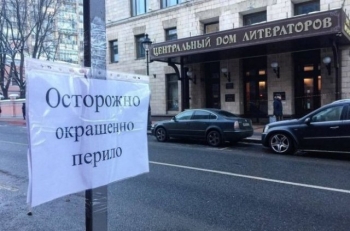 ЦЕНТРАЛЬНЫЙ ДОМ ЛИТЕРАТОРОВ
Осторожно
окрашенно
перило